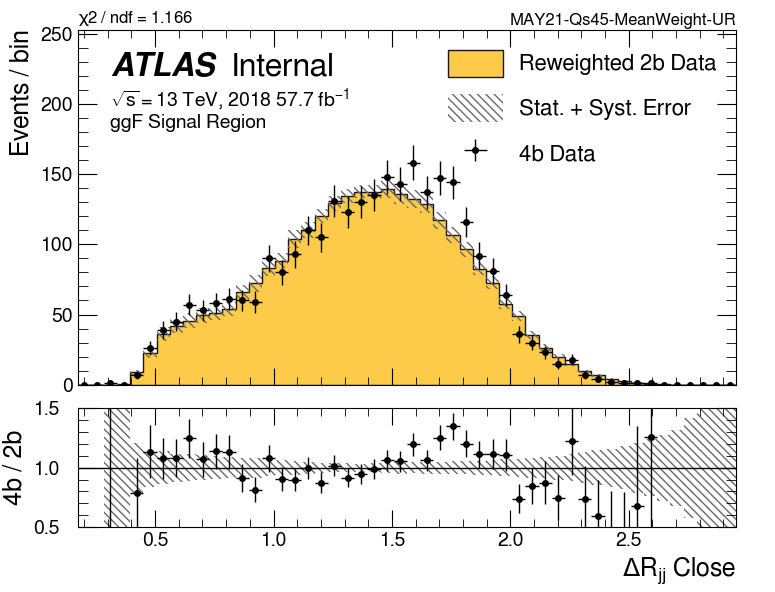 χ2 / ndf = 1.166
MAY21-Qs45-MeanWeight-UR
ATLAS Internal
√s = 13 TeV, 2018 57.7 fb⁻¹
ggF Signal Region
Reweighted 2b Data
Stat. + Syst. Error
4b Data
Events / bin
250
200
150
100
50
0
4b / 2b
1.5
1.0
0.5
0.5
1.0
1.5
2.0
2.5
ΔRjj Close